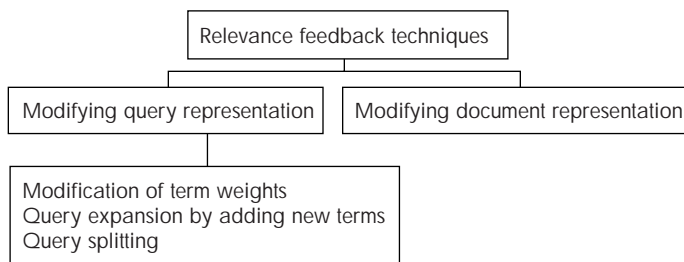 Relevance feedback techniques
Modifying query representation
Modifying document representation
Modification of term weights
Query expansion by adding new terms
Query splitting